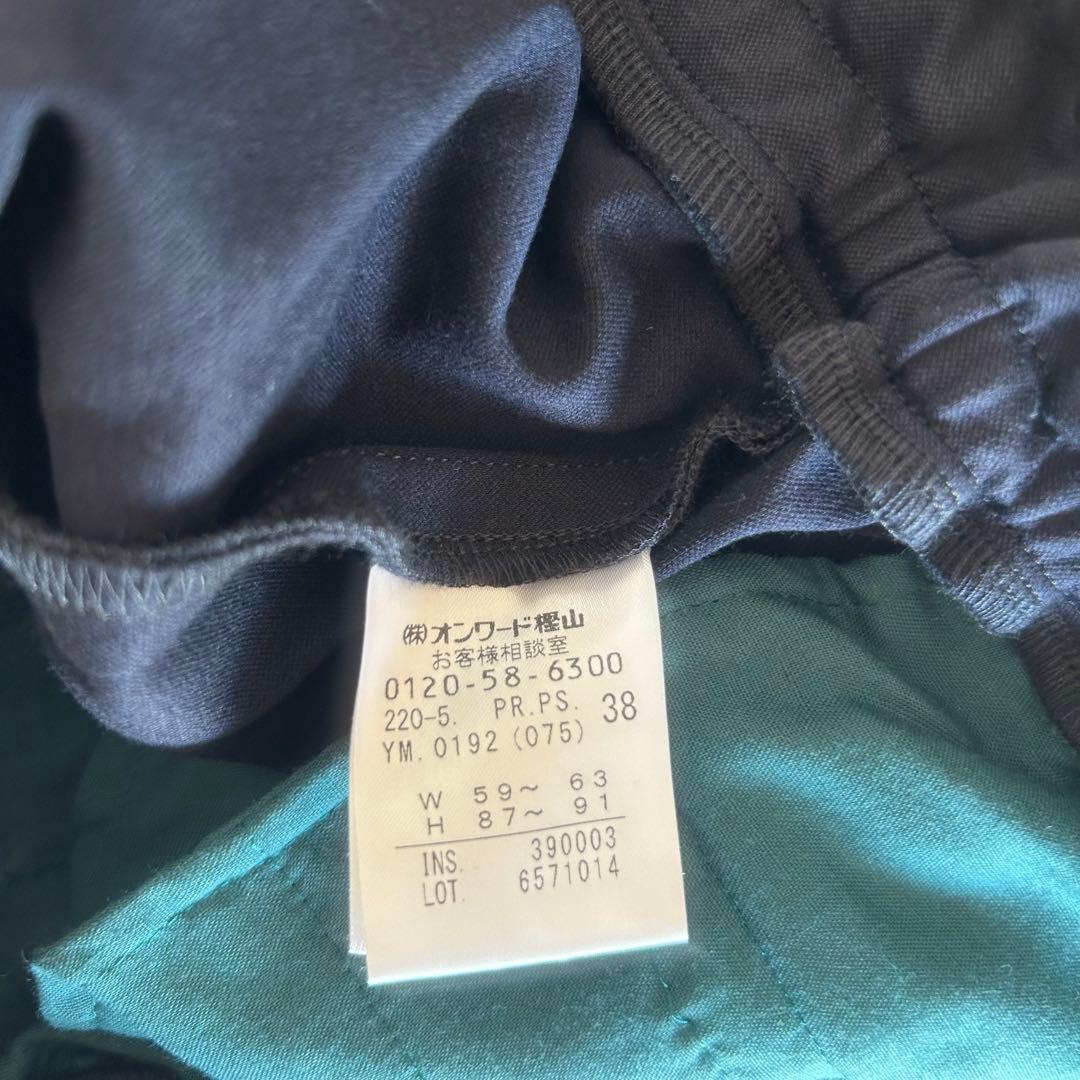 ㈱オンワード樫山
お客様相談室
0120-58-6300
220-5. PR.PS. 38
YM. 0192 (075)
W 59～ 63
H 87～ 91
INS. 390003
LOT. 6571014